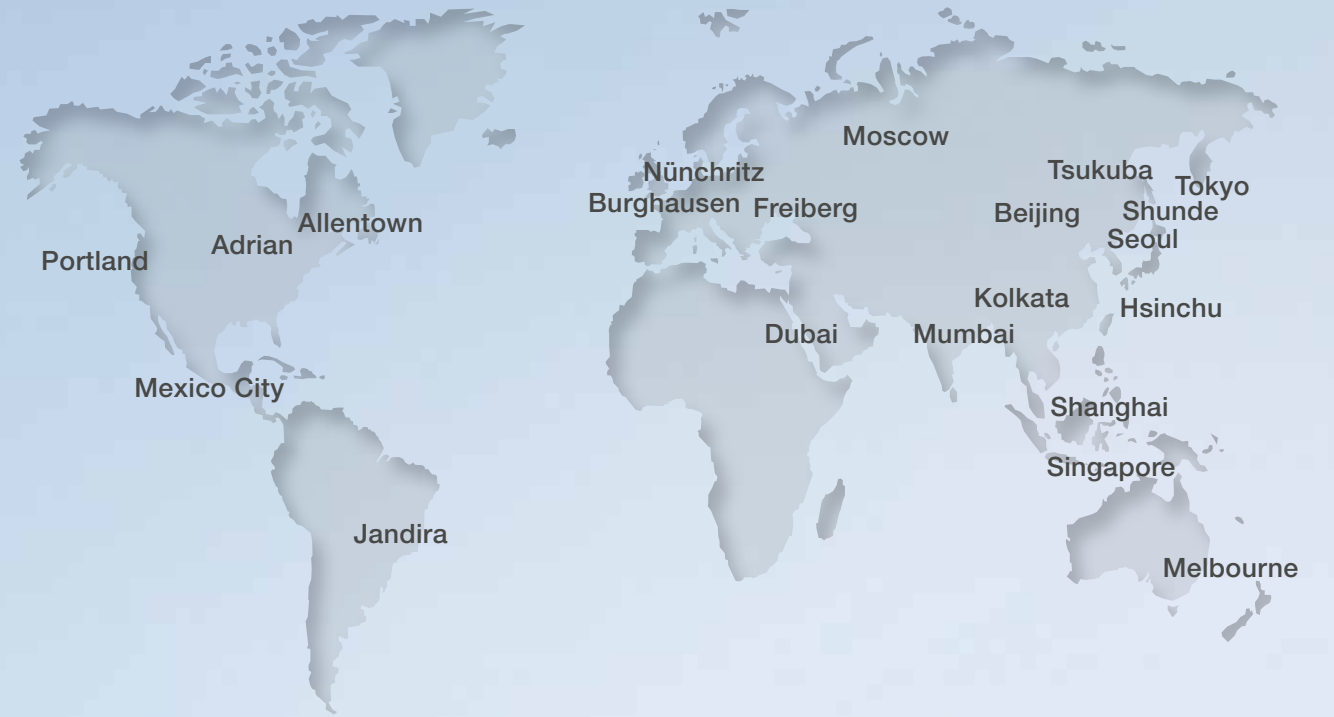 Moscow
Nünchritz
Tsukuba
Tokyo
Burghausen
Freiberg
Beijing
Shunde
Allentown
Adrian
Seoul
Portland
Kolkata
Hsinchu
Dubai
Mumbai
Mexico City
Shanghai
Singapore
Jandira
Melbourne